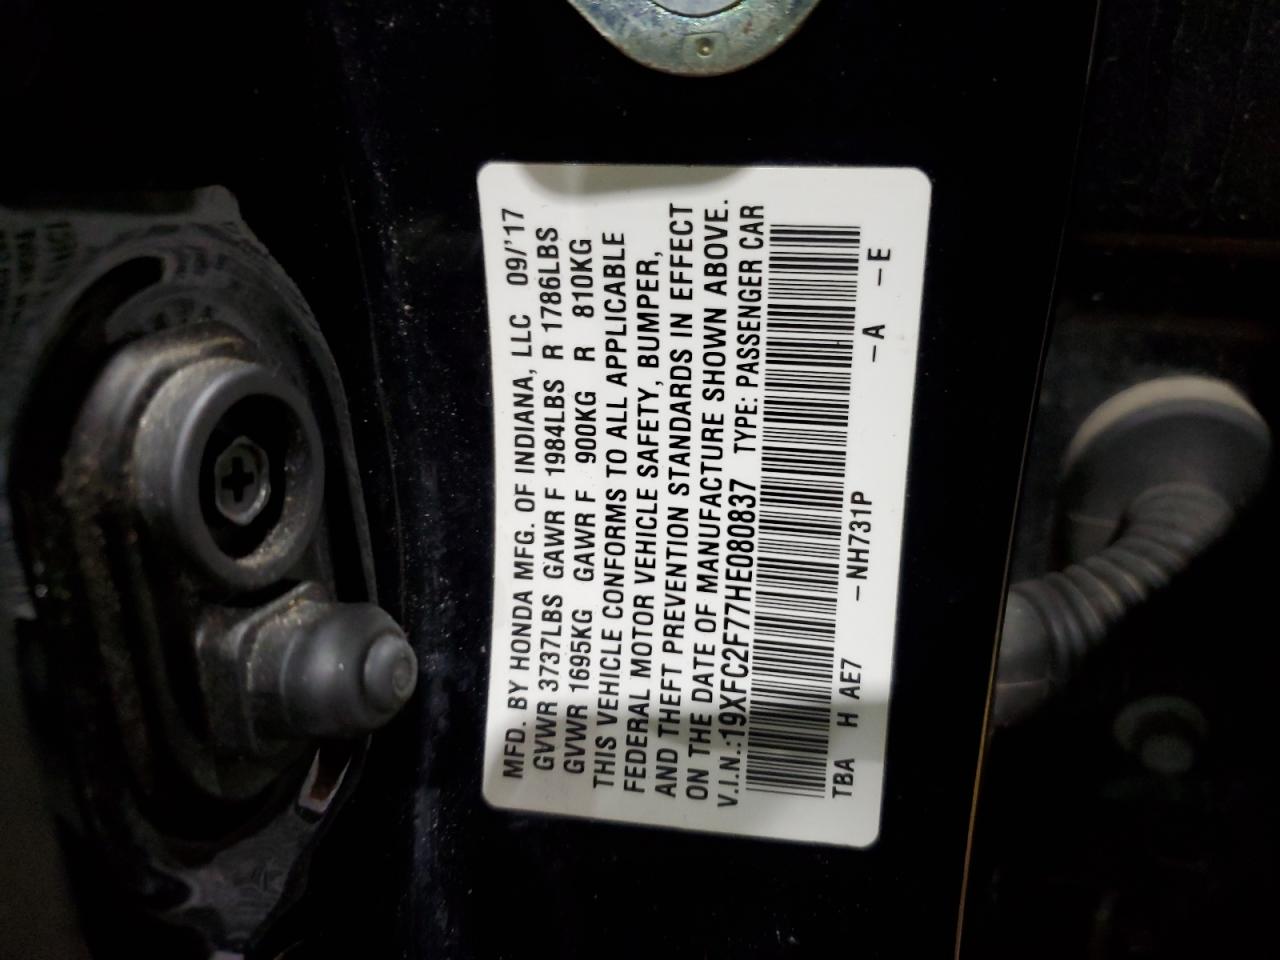 MFD. BY HONDA MFG. OF INDIANA, LLC 09/'17
GVWR 3737LBS GAWR F 1984LBS R 1786LBS
GVWR 1695KG GAWR F 900KG R 810KG
THIS VEHICLE CONFORMS TO ALL APPLICABLE
FEDERAL MOTOR VEHICLE SAFETY, BUMPER,
AND THEFT PREVENTION STANDARDS IN EFFECT
ON THE DATE OF MANUFACTURE SHOWN ABOVE.
V.I.N.:19XFC2F77HE080837 TYPE: PASSENGER CAR
TBA H AE7 -NH731P -A -E